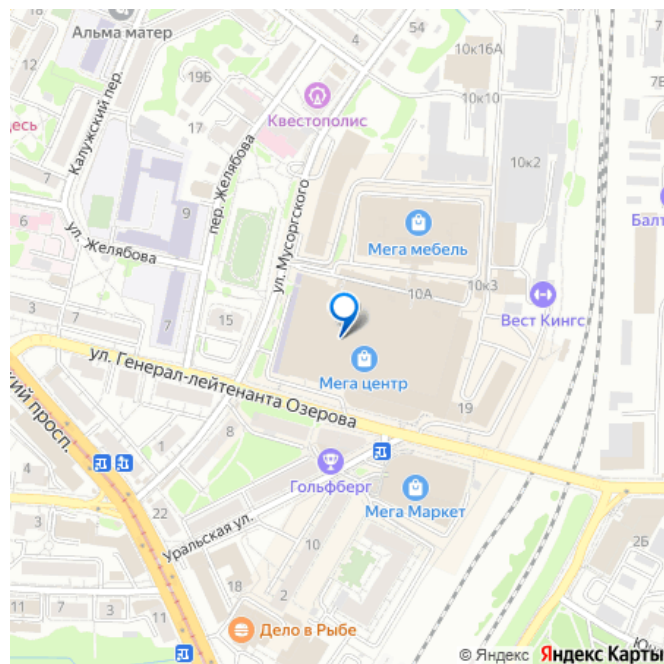 Альма матер
54
12
10к16А
7В
19Б
10к10
Калужский пер.
Квестополис
десь
17
пер. Желябова
10к2
7
9
ул. Мусоргского
Балт
6
ул. Желябова
Мега мебель
10к3
10А
Вест Кингс
3
7
7
15
ул. Генерал-лейтенанта Озерова
Мега центр
19
кий просп.
1
8
4
Гольфберг
Мега Маркет
22
3
Уральская ул.
10
2Б
18
2
11
7
3
11
Дело в Рыбе
Юж
© Яндекс Яндекс Карты